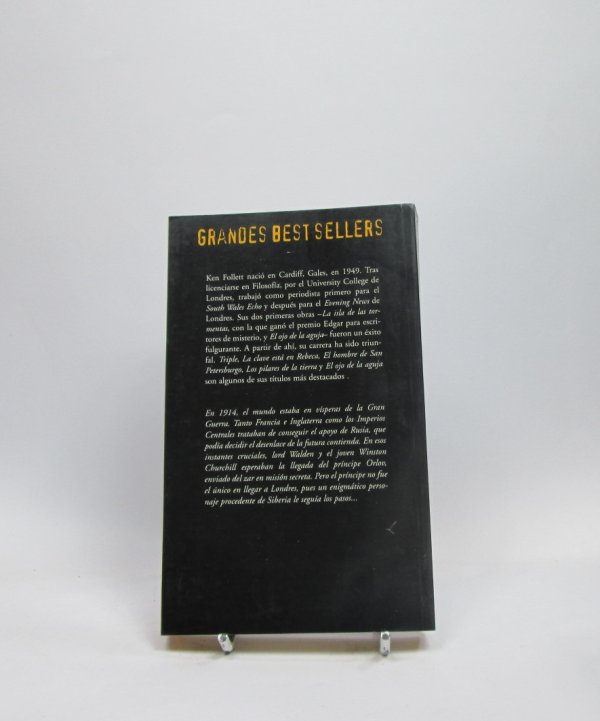 GRANDES BEST SELLERS
Ken Follett nació en Cardiff, Gales, en 1949. Tras
licenciarse en Filosofía, por el University College de
Londres, trabajó como periodista primero para el
South Wales Echo y después para el Evening News de
Londres. Sus dos primeras obras –La isla de las tor-
mentas, con la que ganó el premio Edgar para escri-
tores de misterio, y El ojo de la aguja– fueron un éxito
fulgurante. A partir de ahí, su carrera ha sido triun-
fal. Triple, La clave está en Rebeca, El hombre de San
Petersburgo, Los pilares de la tierra y El ojo de la aguja
son algunos de sus títulos más destacados .
En 1914, el mundo estaba en vísperas de la Gran
Guerra. Tanto Francia e Inglaterra como los Imperios
Centrales trataban de conseguir el apoyo de Rusia, que
podía decidir el desenlace de la futura contienda. En esos
instantes cruciales, lord Walden y el joven Winston
Churchill esperaban la llegada del príncipe Orlov,
enviado del zar en misión secreta. Pero el príncipe no fue
el único en llegar a Londres, pues un enigmático perso-
naje procedente de Siberia le seguía los pasos...